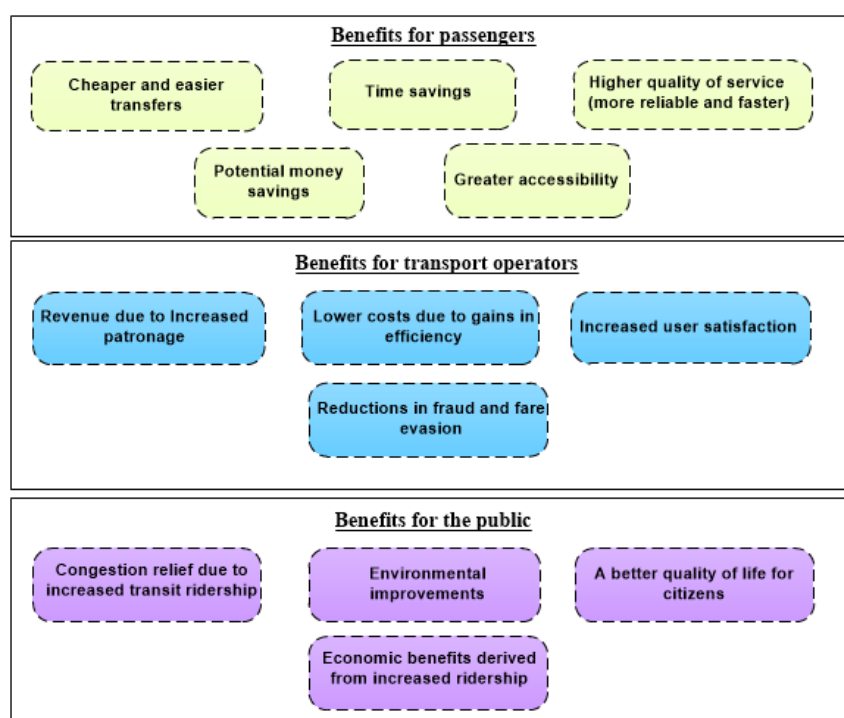 Benefits for passengers
Cheaper and easier
transfers
Time savings
Higher quality of service
(more reliable and faster)
Potential money
savings
Greater accessibility
Benefits for transport operators
Revenue due to Increased
patronage
Lower costs due to gains in
efficiency
Increased user satisfaction
Reductions in fraud and fare
evasion
Benefits for the public
Congestion relief due to
increased transit ridership
Environmental
improvements
A better quality of life for
citizens
Economic benefits derived
from increased ridership